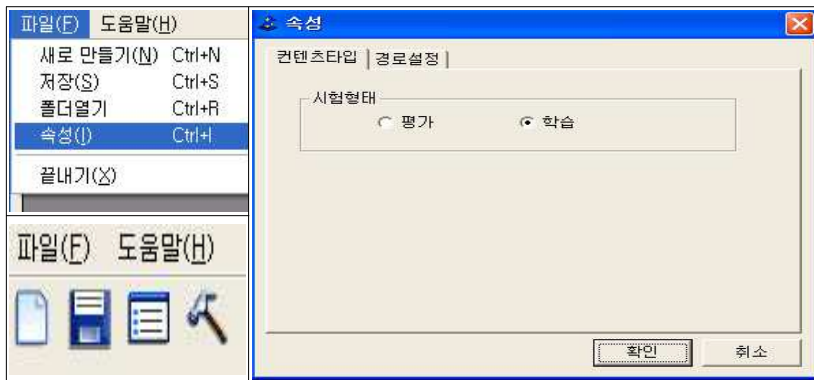 파일(F) 도움말(H)
새로 만들기(N) Ctrl+N
저장(S) Ctrl+S
폴더열기 Ctrl+R
속성(I) Ctrl+I
끝내기(X)
파일(F) 도움말(H)
속성
컨텐츠타입 경로설정
시험형태
평가 학습
확인 취소